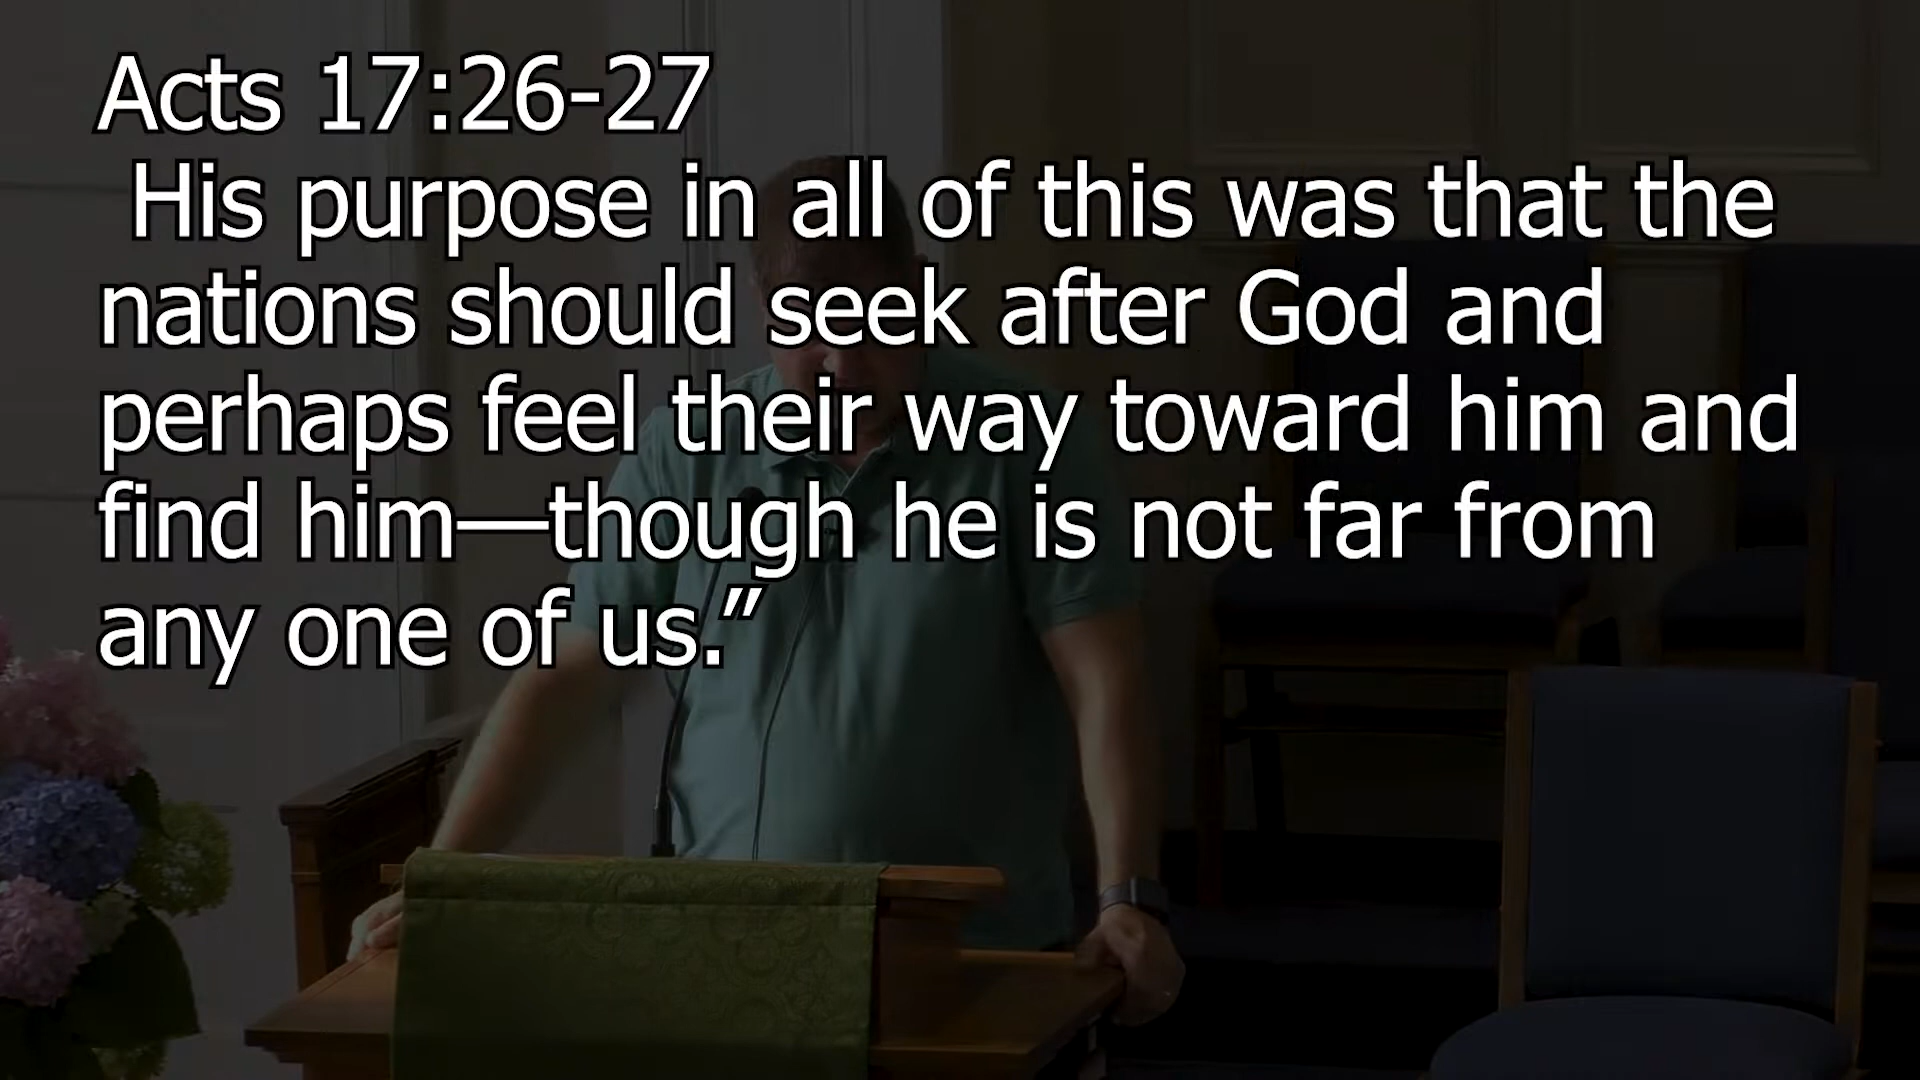 Acts 17:26-27
His purpose in all of this was that the
nations should seek after God and
perhaps feel their way toward him and
find him—though he is not far from
any one of us.”